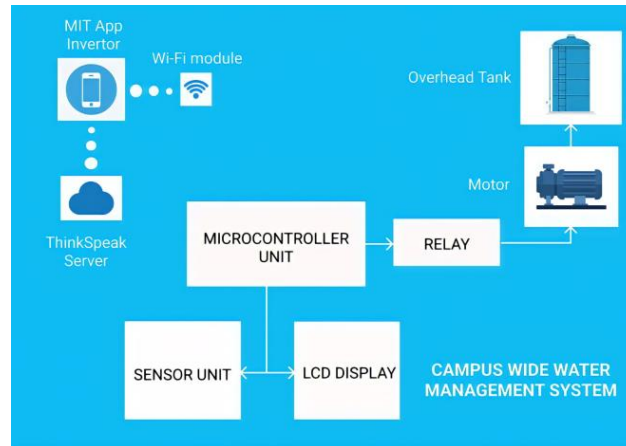 MIT App
Invertor
Wi-Fi module
Overhead Tank
Motor
ThinkSpeak
Server
MICROCONTROLLER
UNIT
RELAY
SENSOR UNIT
LCD DISPLAY
CAMPUS WIDE WATER
MANAGEMENT SYSTEM